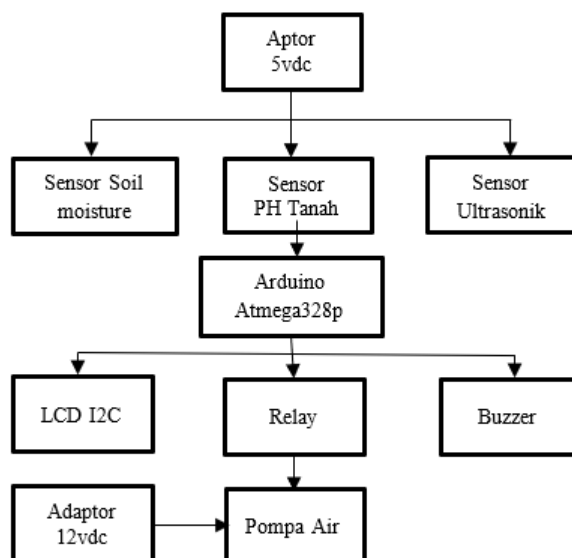 Aptor
5vdc
Sensor Soil
moisture
Sensor
PH Tanah
Sensor
Ultrasonik
Arduino
Atmega328p
LCD I2C
Relay
Buzzer
Adaptor
12vdc
Pompa Air